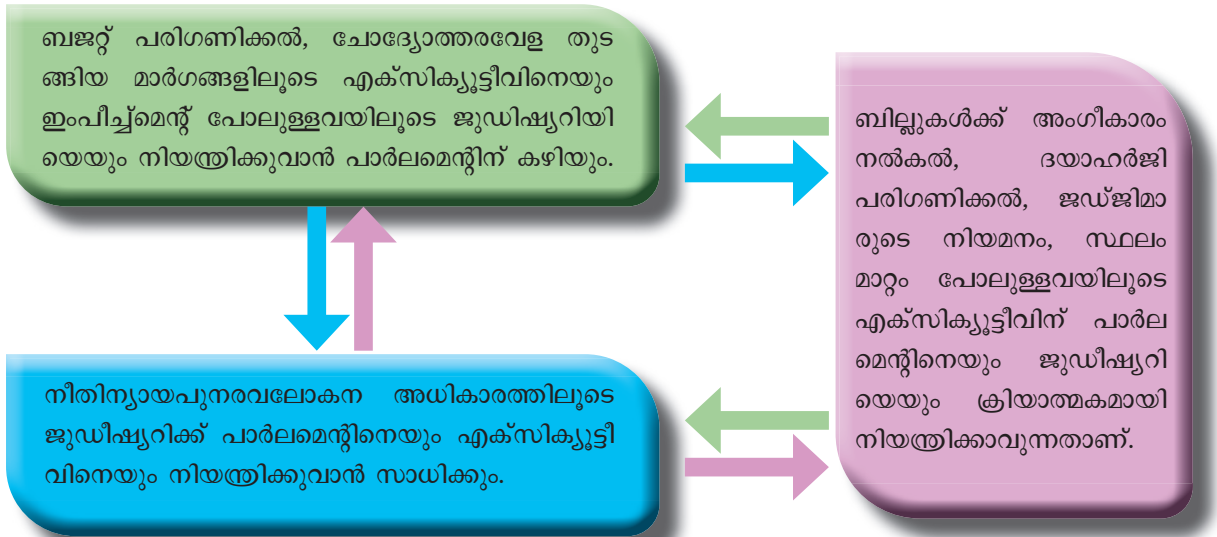 ബജറ്റ് പരിഗണിക്കൽ, ചോദ്യോത്തരവേള തുട
ങ്ങിയ മാർഗങ്ങളിലൂടെ എക്സിക്യൂട്ടീവിനെയും
ഇംപീച്ച്മെന്റ് പോലുള്ളവയിലൂടെ ജുഡിഷ്യറിയി
യെയും നിയന്ത്രിക്കുവാൻ പാർലമെന്റിന് കഴിയും.
ബില്ലുകൾക്ക് അംഗീകാരം
നൽകൽ, ദയാഹർജി
പരിഗണിക്കൽ, ജഡ്ജിമാ
രുടെ നിയമനം, സ്ഥലം
മാറ്റം പോലുള്ളവയിലൂടെ
എക്സിക്യൂട്ടീവിന് പാർല
മെന്റിനെയും ജുഡീഷ്യറി
യെയും ക്രിയാത്മകമായി
നിയന്ത്രിക്കാവുന്നതാണ്.
നീതിന്യായപുനരവലോകന അധികാരത്തിലൂടെ
ജുഡീഷ്യറിക്ക് പാർലമെന്റിനെയും എക്സിക്യൂട്ടീ
വിനെയും നിയന്ത്രിക്കുവാൻ സാധിക്കും.